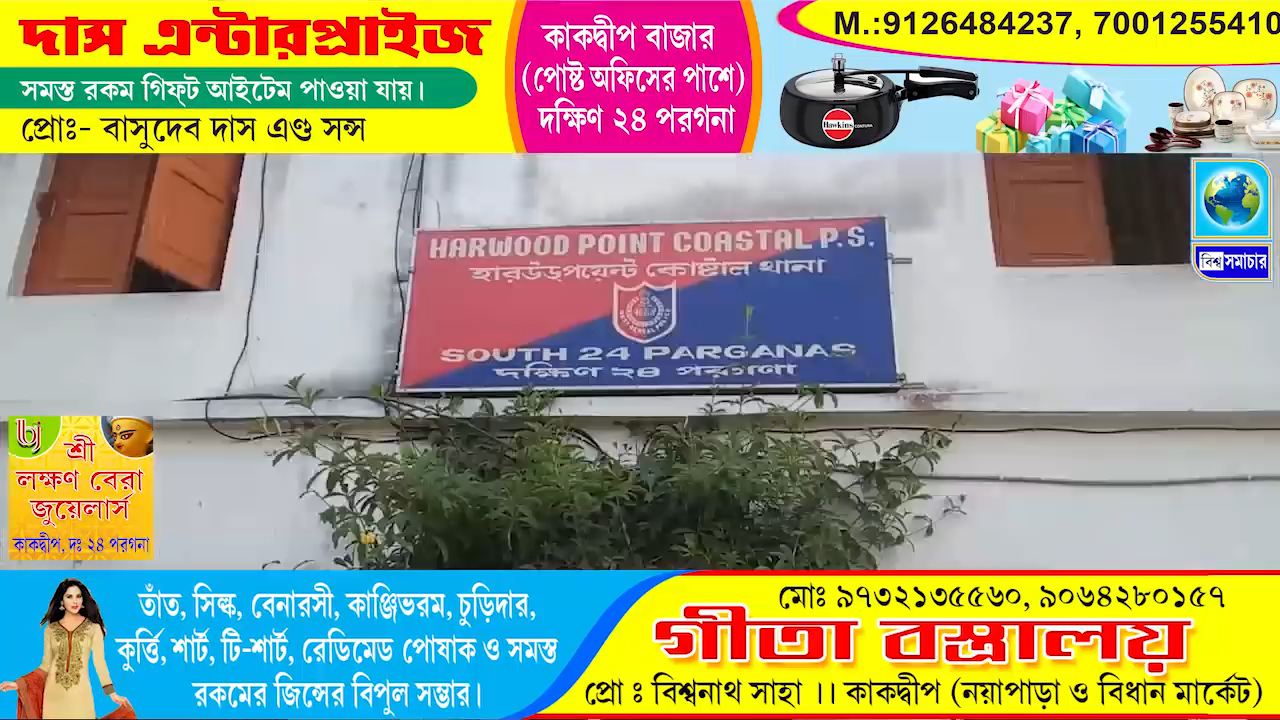 দাস এন্টারপ্রাইজ
সমস্ত রকম গিফ্ট আইটেম পাওয়া যায়।
প্রোঃ- বাসুদেব দাস এণ্ড সন্স
কাকদ্বীপ বাজার
(পোষ্ট অফিসের পাশে)
দক্ষিণ ২৪ পরগনা
M.:9126484237, 7001255410
Hawkins
বিশ্ব সমাচার
HARWOOD POINT COASTAL P.S.
হারউডপয়েন্ট কোষ্টাল থানা
SOUTH 24 PARGANAS
দক্ষিণ ২৪ পরগণা
শ্রী
লক্ষণ বেরা
জুয়েলার্স
কাকদ্বীপ, দঃ ২৪ পরগনা
তাঁত, সিল্ক, বেনারসী, কাঞ্জিভরম, চুড়িদার,
কুর্ত্তি, শার্ট, টি-শার্ট, রেডিমেড পোষাক ও সমস্ত
রকমের জিন্সের বিপুল সম্ভার।
মোঃ ৯৭৩২১৩৫৫৬০, ৯০৬৪২৮০১৫৭
গীতা বস্ত্রালয়
প্রো ঃ বিশ্বনাথ সাহা ।। কাকদ্বীপ (নয়াপাড়া ও বিধান মার্কেট)